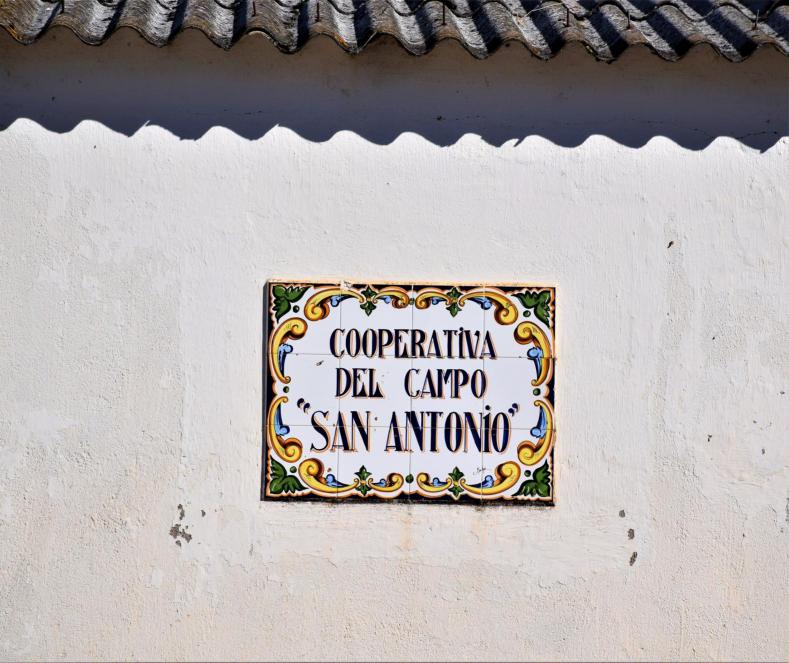 COOPERATIVA
DEL CAMPO
"SAN ANTONIO"